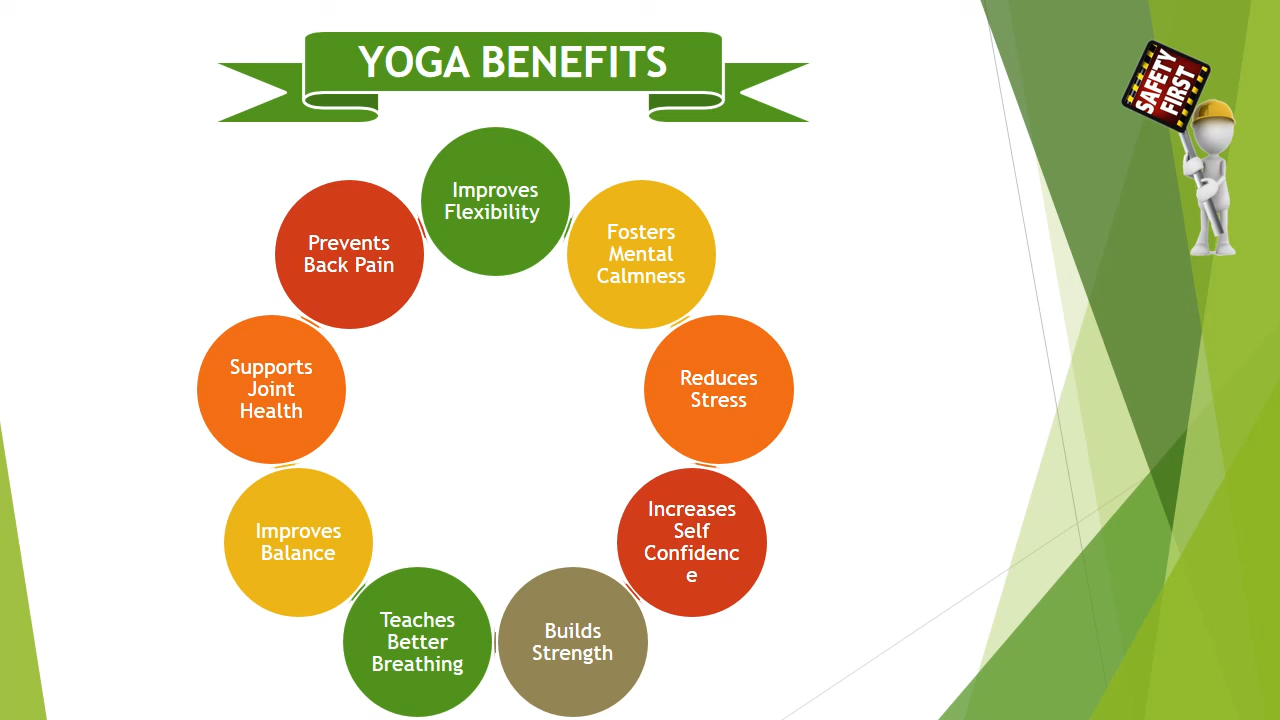 YOGA BENEFITS
SAFETY
FIRST
Improves
Flexibility
Fosters
Mental
Calmness
Reduces
Stress
Increases
Self
Confidenc
e
Builds
Strength
Teaches
Better
Breathing
Improves
Balance
Supports
Joint
Health
Prevents
Back Pain